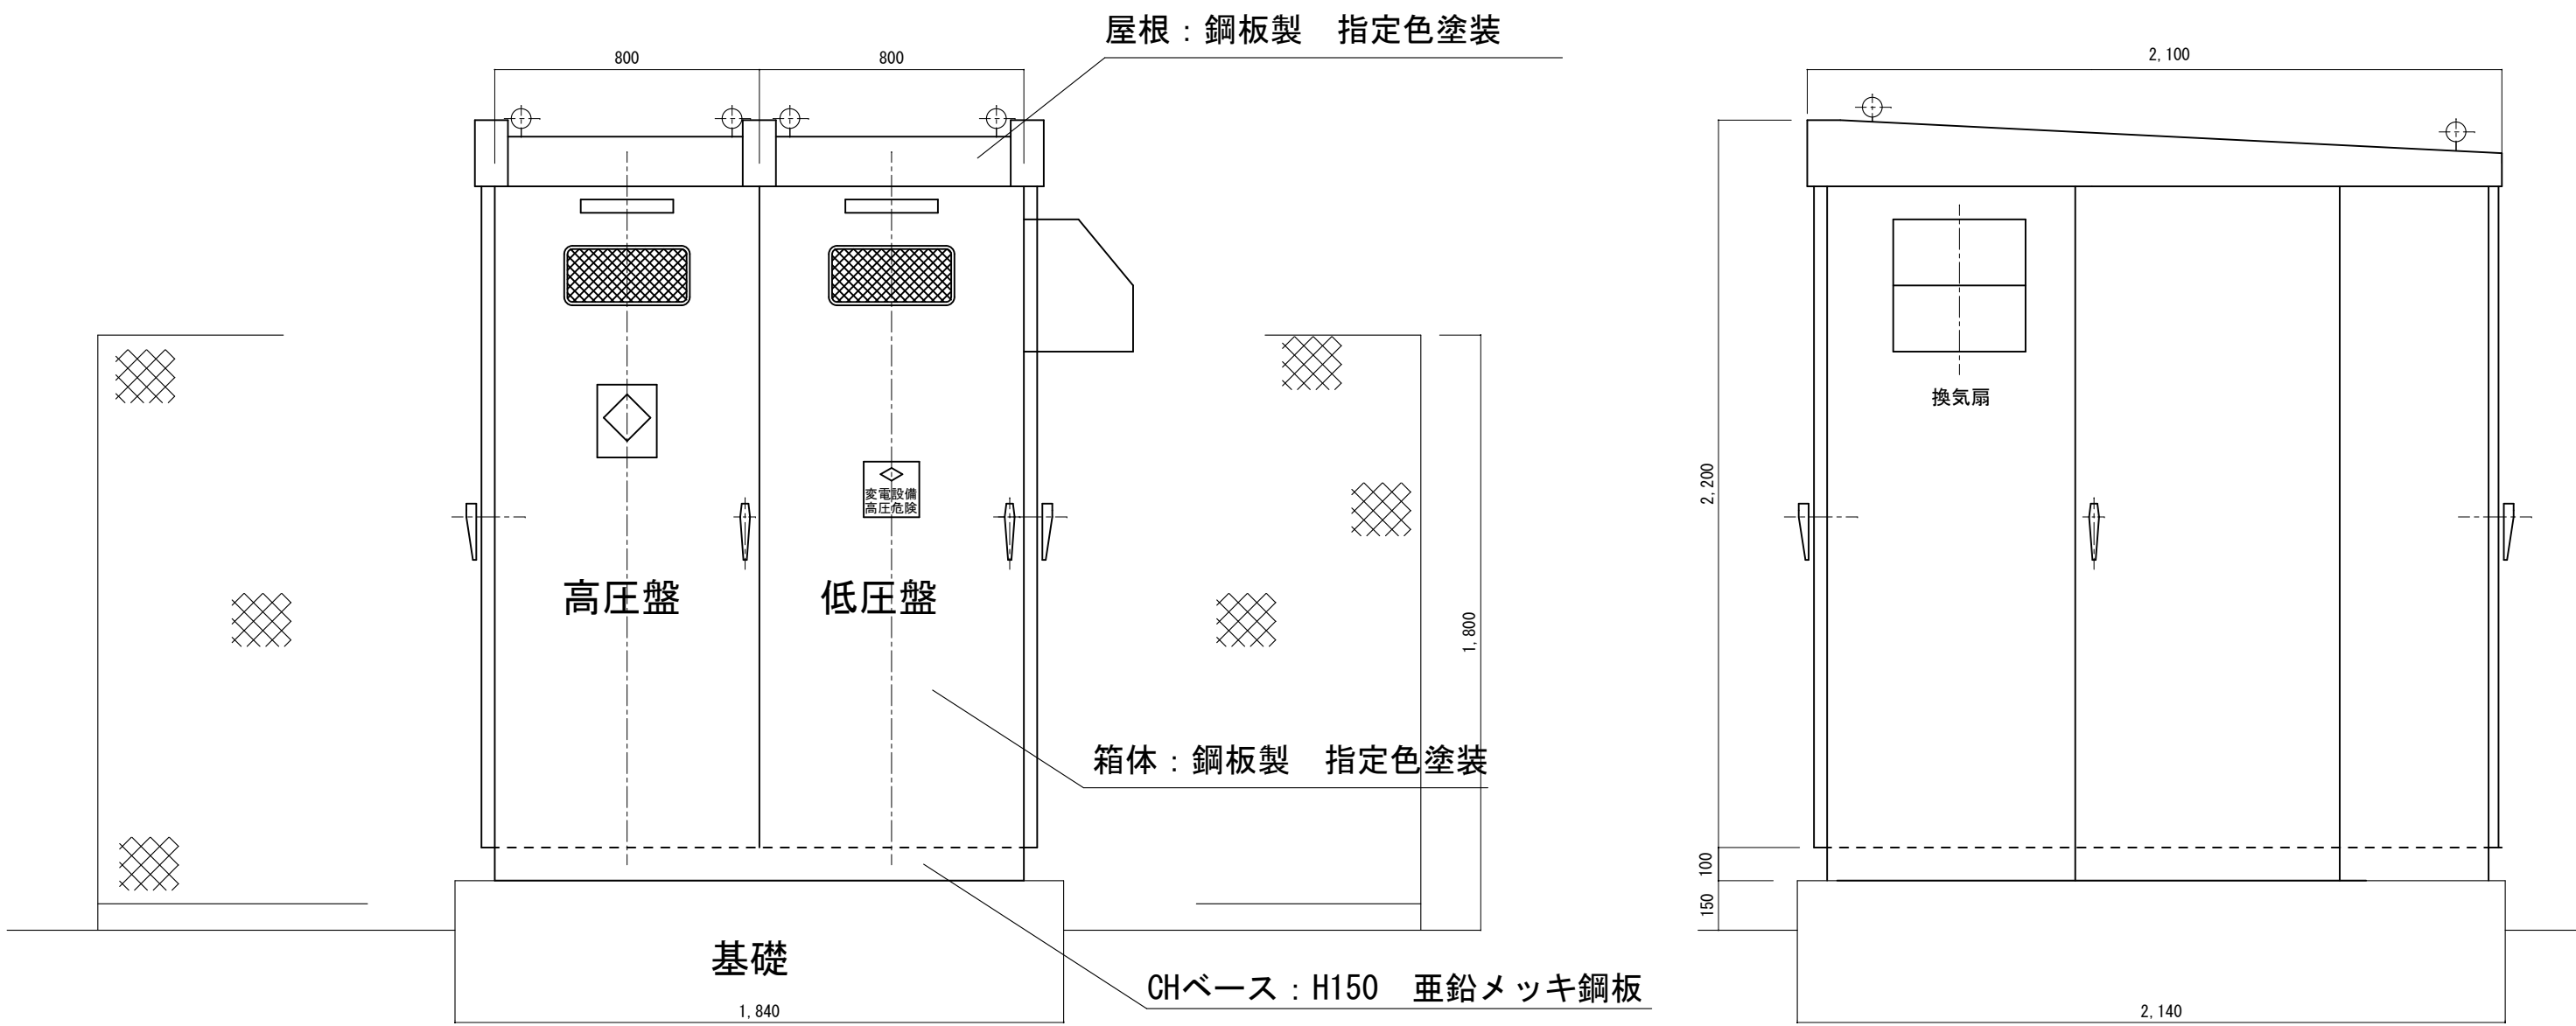 屋根：鋼板製　指定色塗装
800
800
2,100
換気扇
変電設備
高圧危険
2,200
高圧盤
低圧盤
1,800
箱体：鋼板製　指定色塗装
100
150
基礎
CHベース：H150　亜鉛メッキ鋼板
1,840
2,140